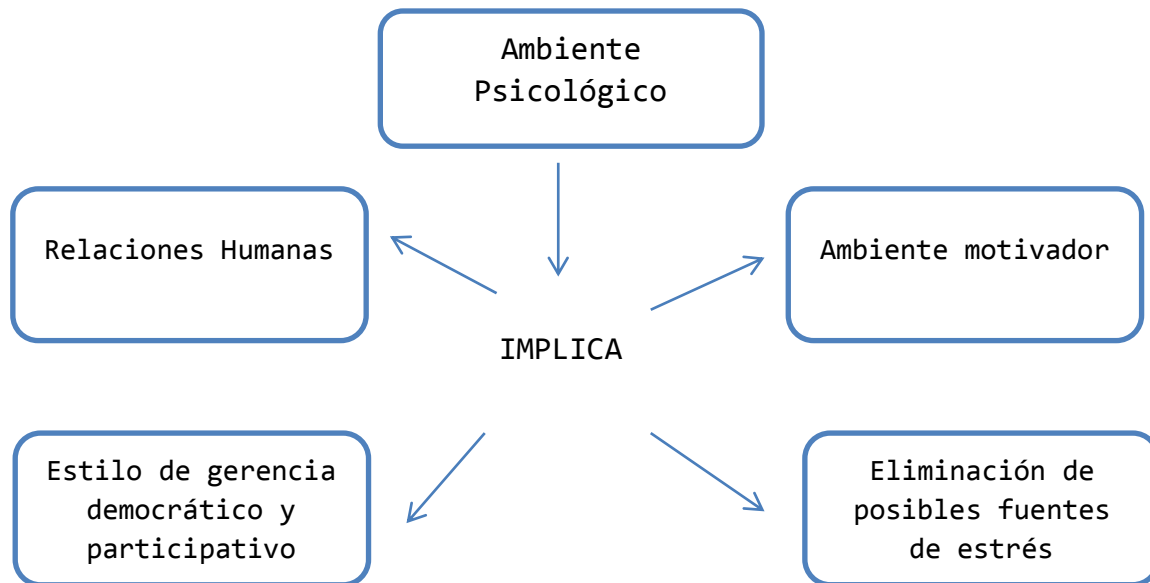 Ambiente
Psicológico
Relaciones Humanas
Ambiente motivador
IMPLICA
Estilo de gerencia
democrático y
participativo
Eliminación de
posibles fuentes
de estrés